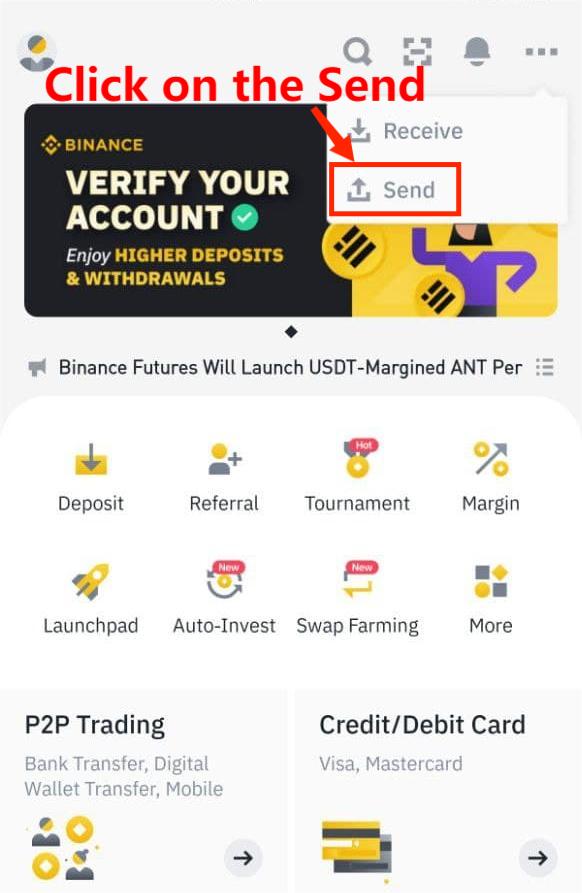 Click on the Send
Receive
Send
BINANCE
VERIFY YOUR
ACCOUNT
Enjoy HIGHER DEPOSITS
& WITHDRAWALS
Binance Futures Will Launch USDT-Margined ANT Per
Hot
Deposit
Referral
Tournament
Margin
New
New
Launchpad
Auto-Invest
Swap Farming
More
P2P Trading
Bank Transfer, Digital
Wallet Transfer, Mobile
Credit/Debit Card
Visa, Mastercard